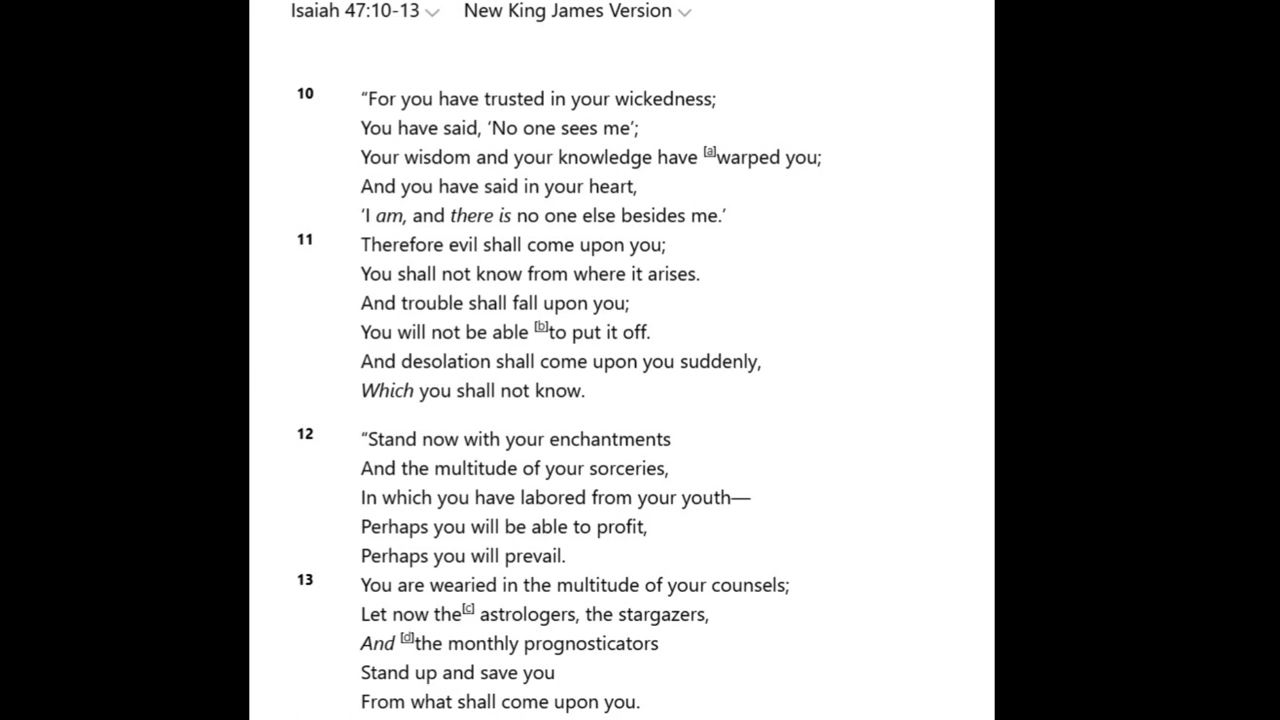 Isaiah 47:10-13 New King James Version
10 “For you have trusted in your wickedness;
You have said, ‘No one sees me’;
Your wisdom and your knowledge have [a]warped you;
And you have said in your heart,
‘I am, and there is no one else besides me.’
11 Therefore evil shall come upon you;
You shall not know from where it arises.
And trouble shall fall upon you;
You will not be able [b]to put it off.
And desolation shall come upon you suddenly,
Which you shall not know.
12 “Stand now with your enchantments
And the multitude of your sorceries,
In which you have labored from your youth—
Perhaps you will be able to profit,
Perhaps you will prevail.
13 You are wearied in the multitude of your counsels;
Let now the[c] astrologers, the stargazers,
And [d]the monthly prognosticators
Stand up and save you
From what shall come upon you.